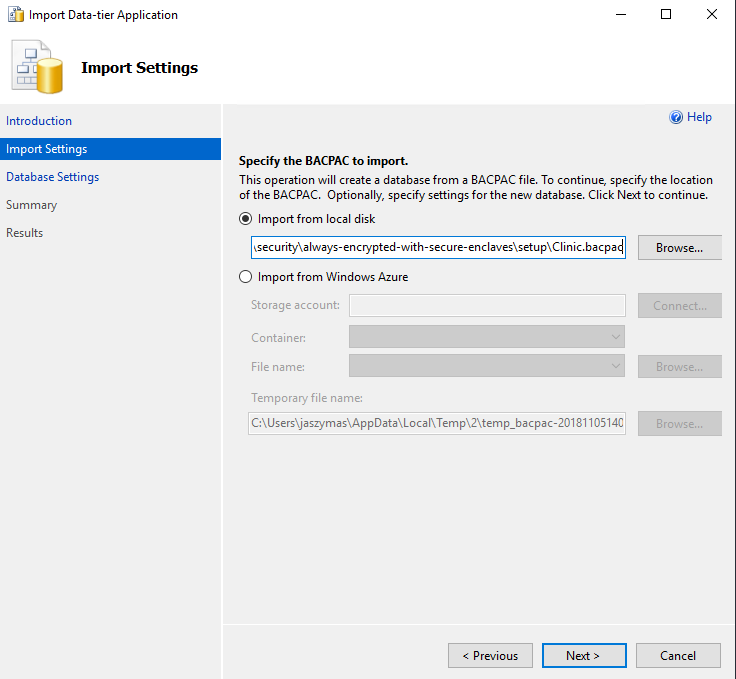 Import Data-tier Application
Import Settings
Introduction
Import Settings
Database Settings
Summary
Results
Help
Specify the BACPAC to import.
This operation will create a database from a BACPAC file. To continue, specify the location
of the BACPAC.  Optionally, specify settings for the new database. Click Next to continue.
Import from local disk
\security\always-encrypted-with-secure-enclaves\setup\Clinic.bacpac
Browse...
Import from Windows Azure
Storage account:
Connect...
Container:
File name:
Browse...
Temporary file name:
C:\Users\jaszymas\AppData\Local\Temp\2\temp_bacpac-20181105140
Browse...
< Previous
Next >
Cancel